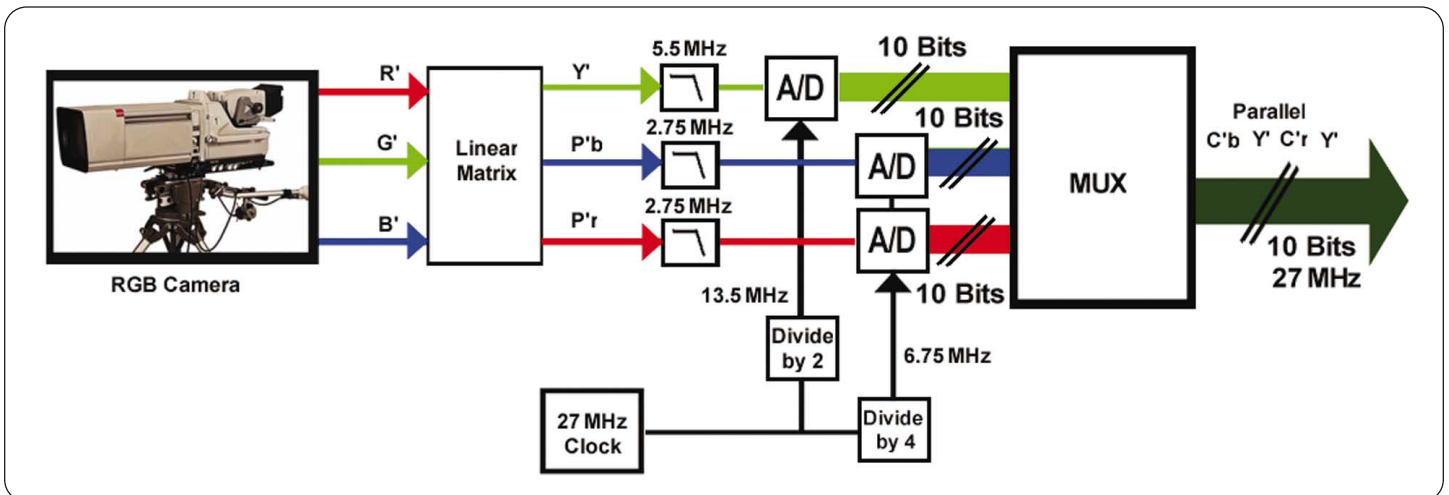 R'
G'
B'
RGB Camera
Linear
Matrix
Y'
P'b
P'r
5.5 MHz
2.75 MHz
2.75 MHz
A/D
A/D
A/D
10 Bits
10 Bits
10 Bits
13.5 MHz
6.75 MHz
Divide
by 2
Divide
by 4
27 MHz
Clock
MUX
Parallel
C'b Y' C'r Y'
10 Bits
27 MHz